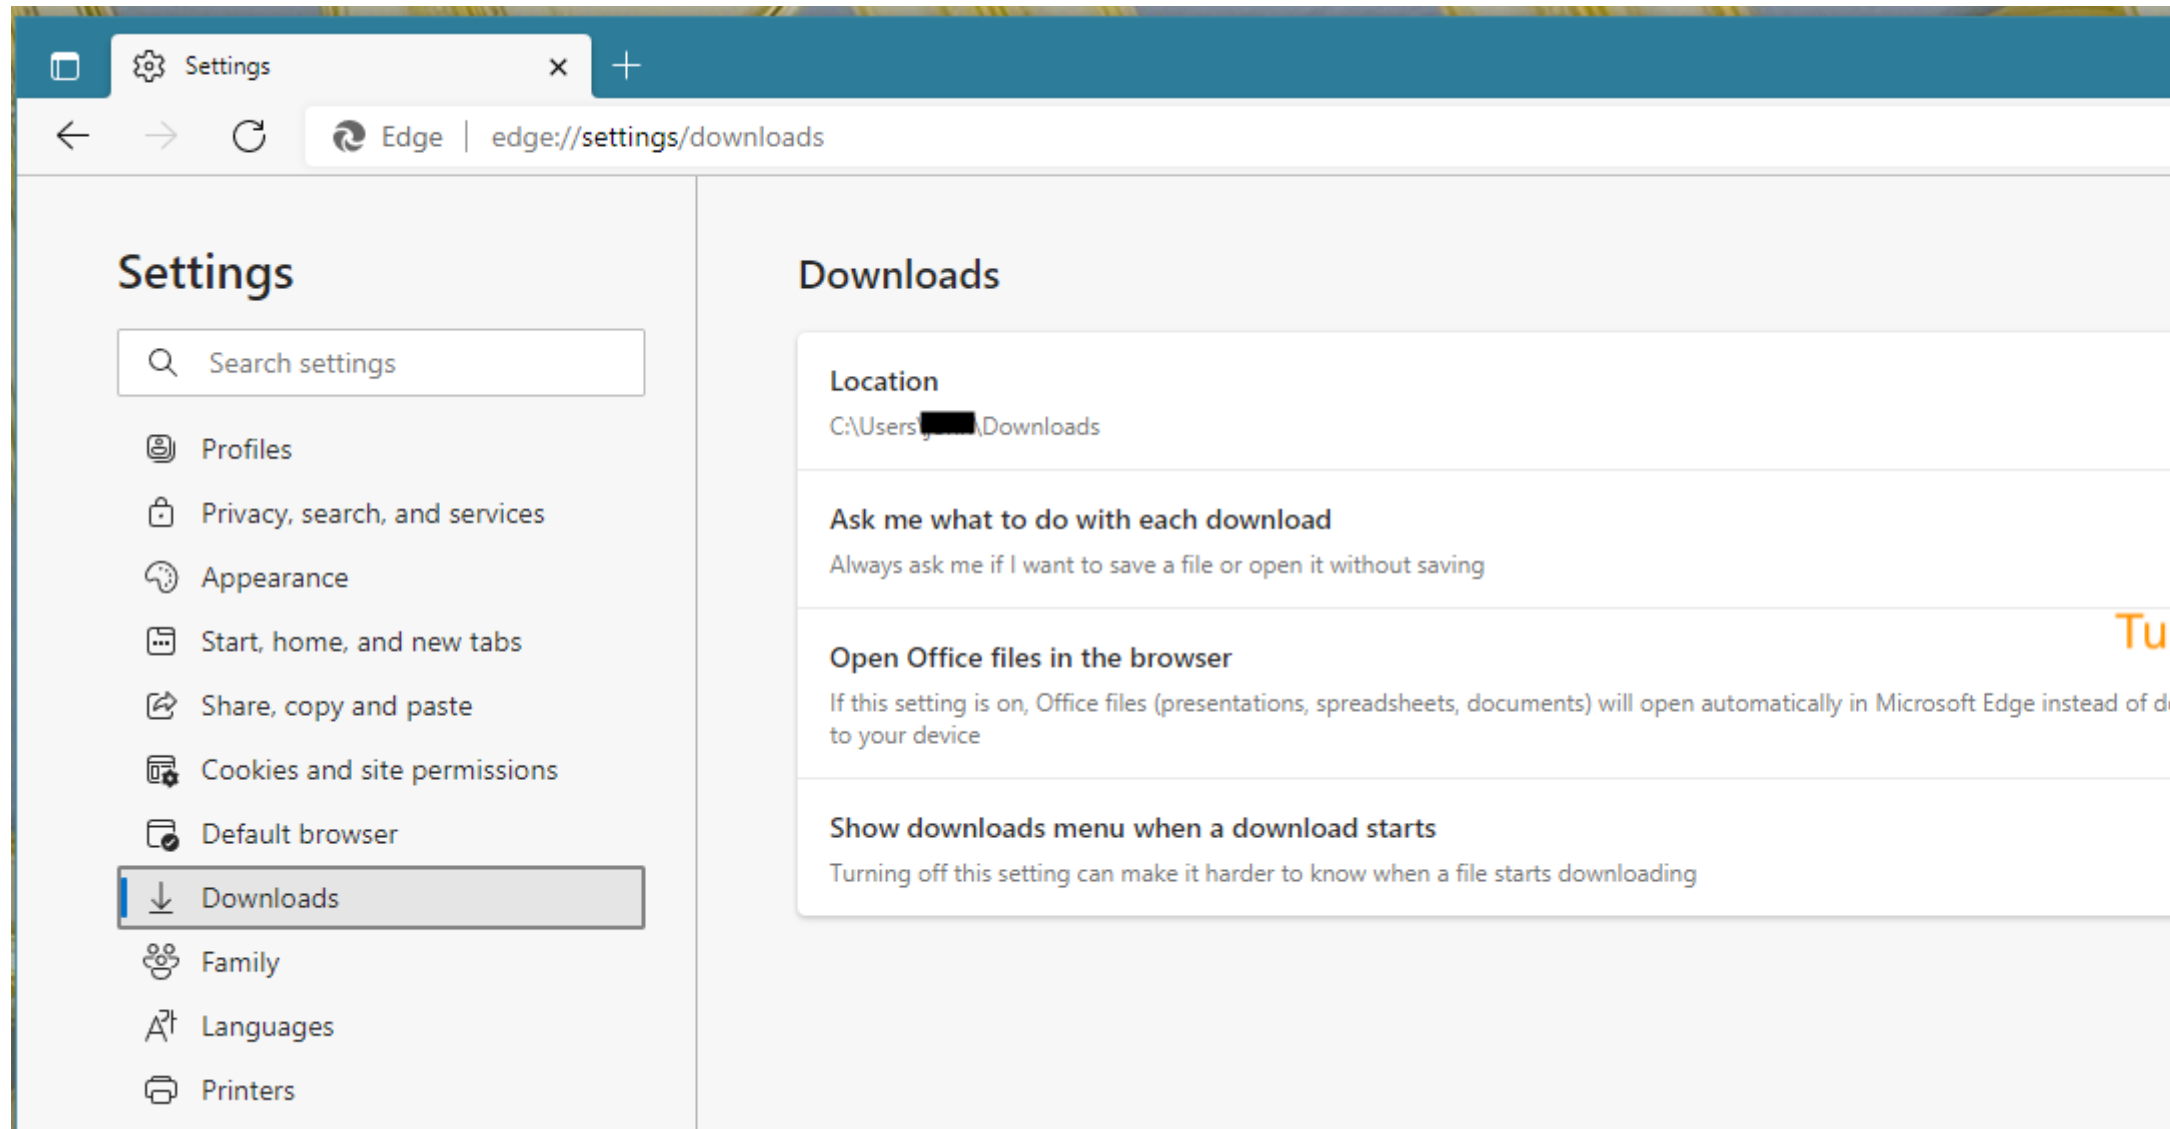 Settings
Edge | edge://settings/downloads
Settings
Search settings
Profiles
Privacy, search, and services
Appearance
Start, home, and new tabs
Share, copy and paste
Cookies and site permissions
Default browser
Downloads
Family
Languages
Printers
Downloads
Location
C:\Users\ \Downloads
Ask me what to do with each download
Always ask me if I want to save a file or open it without saving
Tu
Open Office files in the browser
If this setting is on, Office files (presentations, spreadsheets, documents) will open automatically in Microsoft Edge instead of
to your device
Show downloads menu when a download starts
Turning off this setting can make it harder to know when a file starts downloading